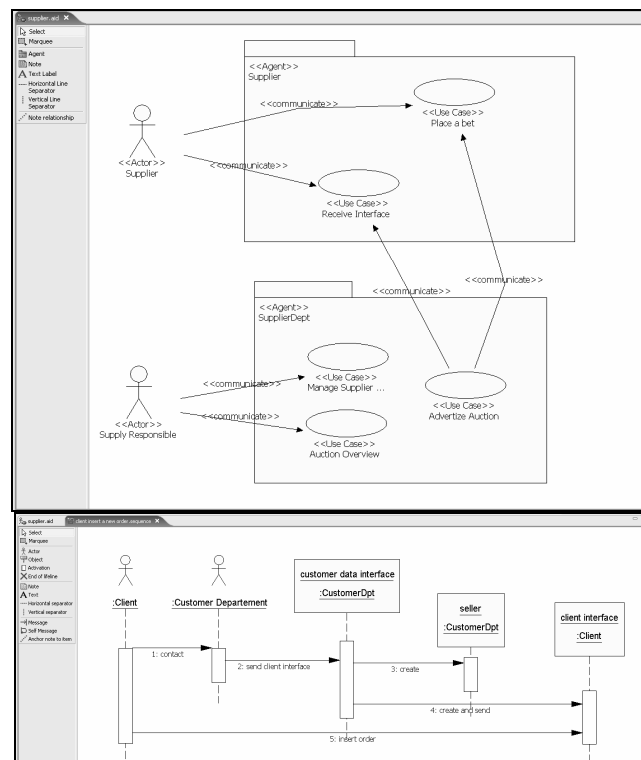 supplier.aid
Select
Marquee
Agent
Note
Text Label
Horizontal Line
Separator
Vertical Line
Separator
Note relationship
<<Agent>>
Supplier
<<communicate>>
<<Use Case>>
Place a bet
<<Actor>>
Supplier
<<communicate>>
<<Use Case>>
Receive Interface
<<communicate>>
<<communicate>>
<<Agent>>
SupplierDept
<<Actor>>
Supply Responsible
<<communicate>>
<<Use Case>>
Manage Supplier ...
<<communicate>>
<<Use Case>>
Auction Overview
<<Use Case>>
Advertize Auction
supplier.aid
client insert a new order.sequence
Select
Marquee
Actor
Object
Activation
End of lifeline
Note
Text
Horizontal separator
Vertical separator
Message
Self Message
Anchor note to item
:Client
:Customer Departement
customer data interface
:CustomerDpt
seller
:CustomerDpt
client interface
:Client
1: contact
2: send client interface
3: create
4: create and send
5: insert order